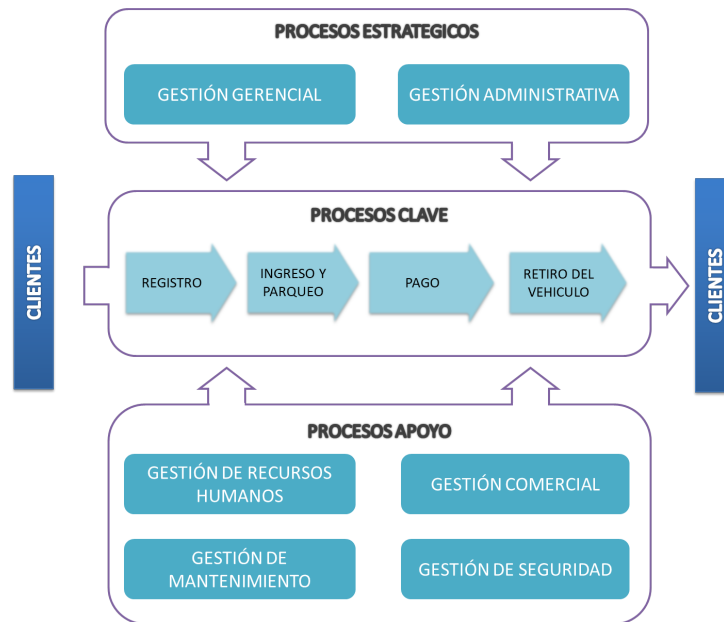 PROCESOS ESTRATEGICOS
GESTIÓN GERENCIAL
GESTIÓN ADMINISTRATIVA
CLIENTES
PROCESOS CLAVE
REGISTRO
INGRESO Y
PARQUEO
PAGO
RETIRO DEL
VEHICULO
CLIENTES
PROCESOS APOYO
GESTIÓN DE RECURSOS
HUMANOS
GESTIÓN COMERCIAL
GESTIÓN DE
MANTENIMIENTO
GESTIÓN DE SEGURIDAD